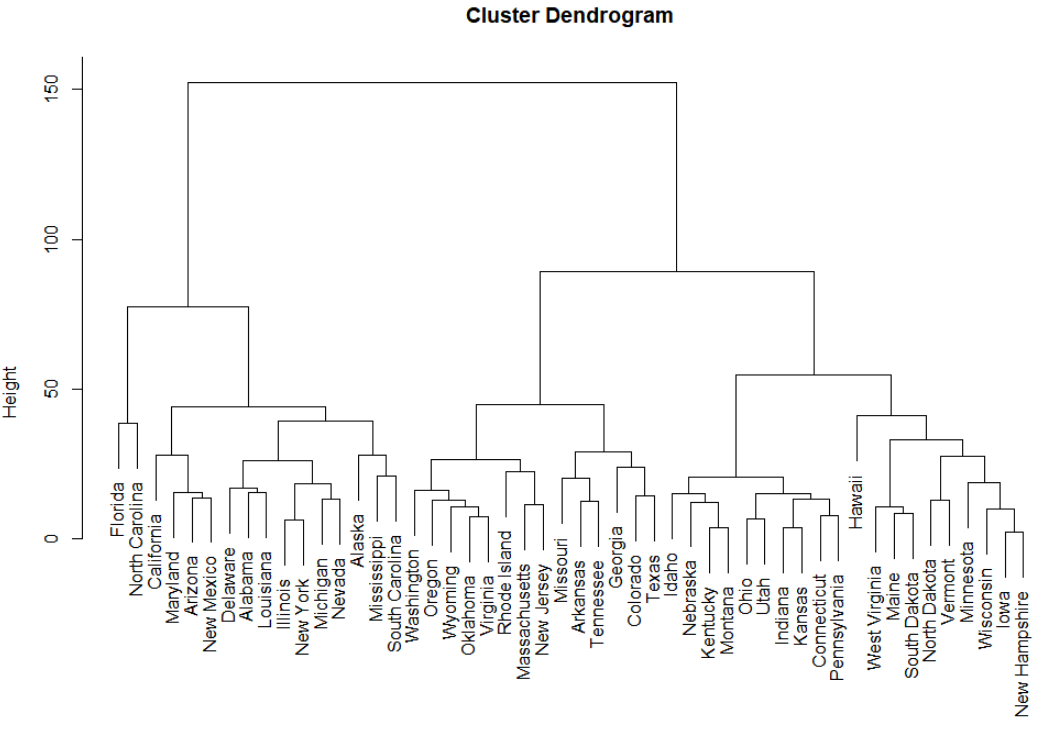 Cluster Dendrogram
Height
150
100
50
0
Florida
North Carolina
California
Maryland
Arizona
New Mexico
Delaware
Alabama
Louisiana
Illinois
New York
Michigan
Nevada
Alaska
Mississippi
South Carolina
Washington
Oregon
Wyoming
Oklahoma
Virginia
Rhode Island
Massachusetts
New Jersey
Missouri
Arkansas
Tennessee
Georgia
Colorado
Texas
Idaho
Nebraska
Kentucky
Montana
Ohio
Utah
Indiana
Kansas
Connecticut
Pennsylvania
Hawaii
West Virginia
Maine
South Dakota
North Dakota
Vermont
Minnesota
Wisconsin
Iowa
New Hampshire